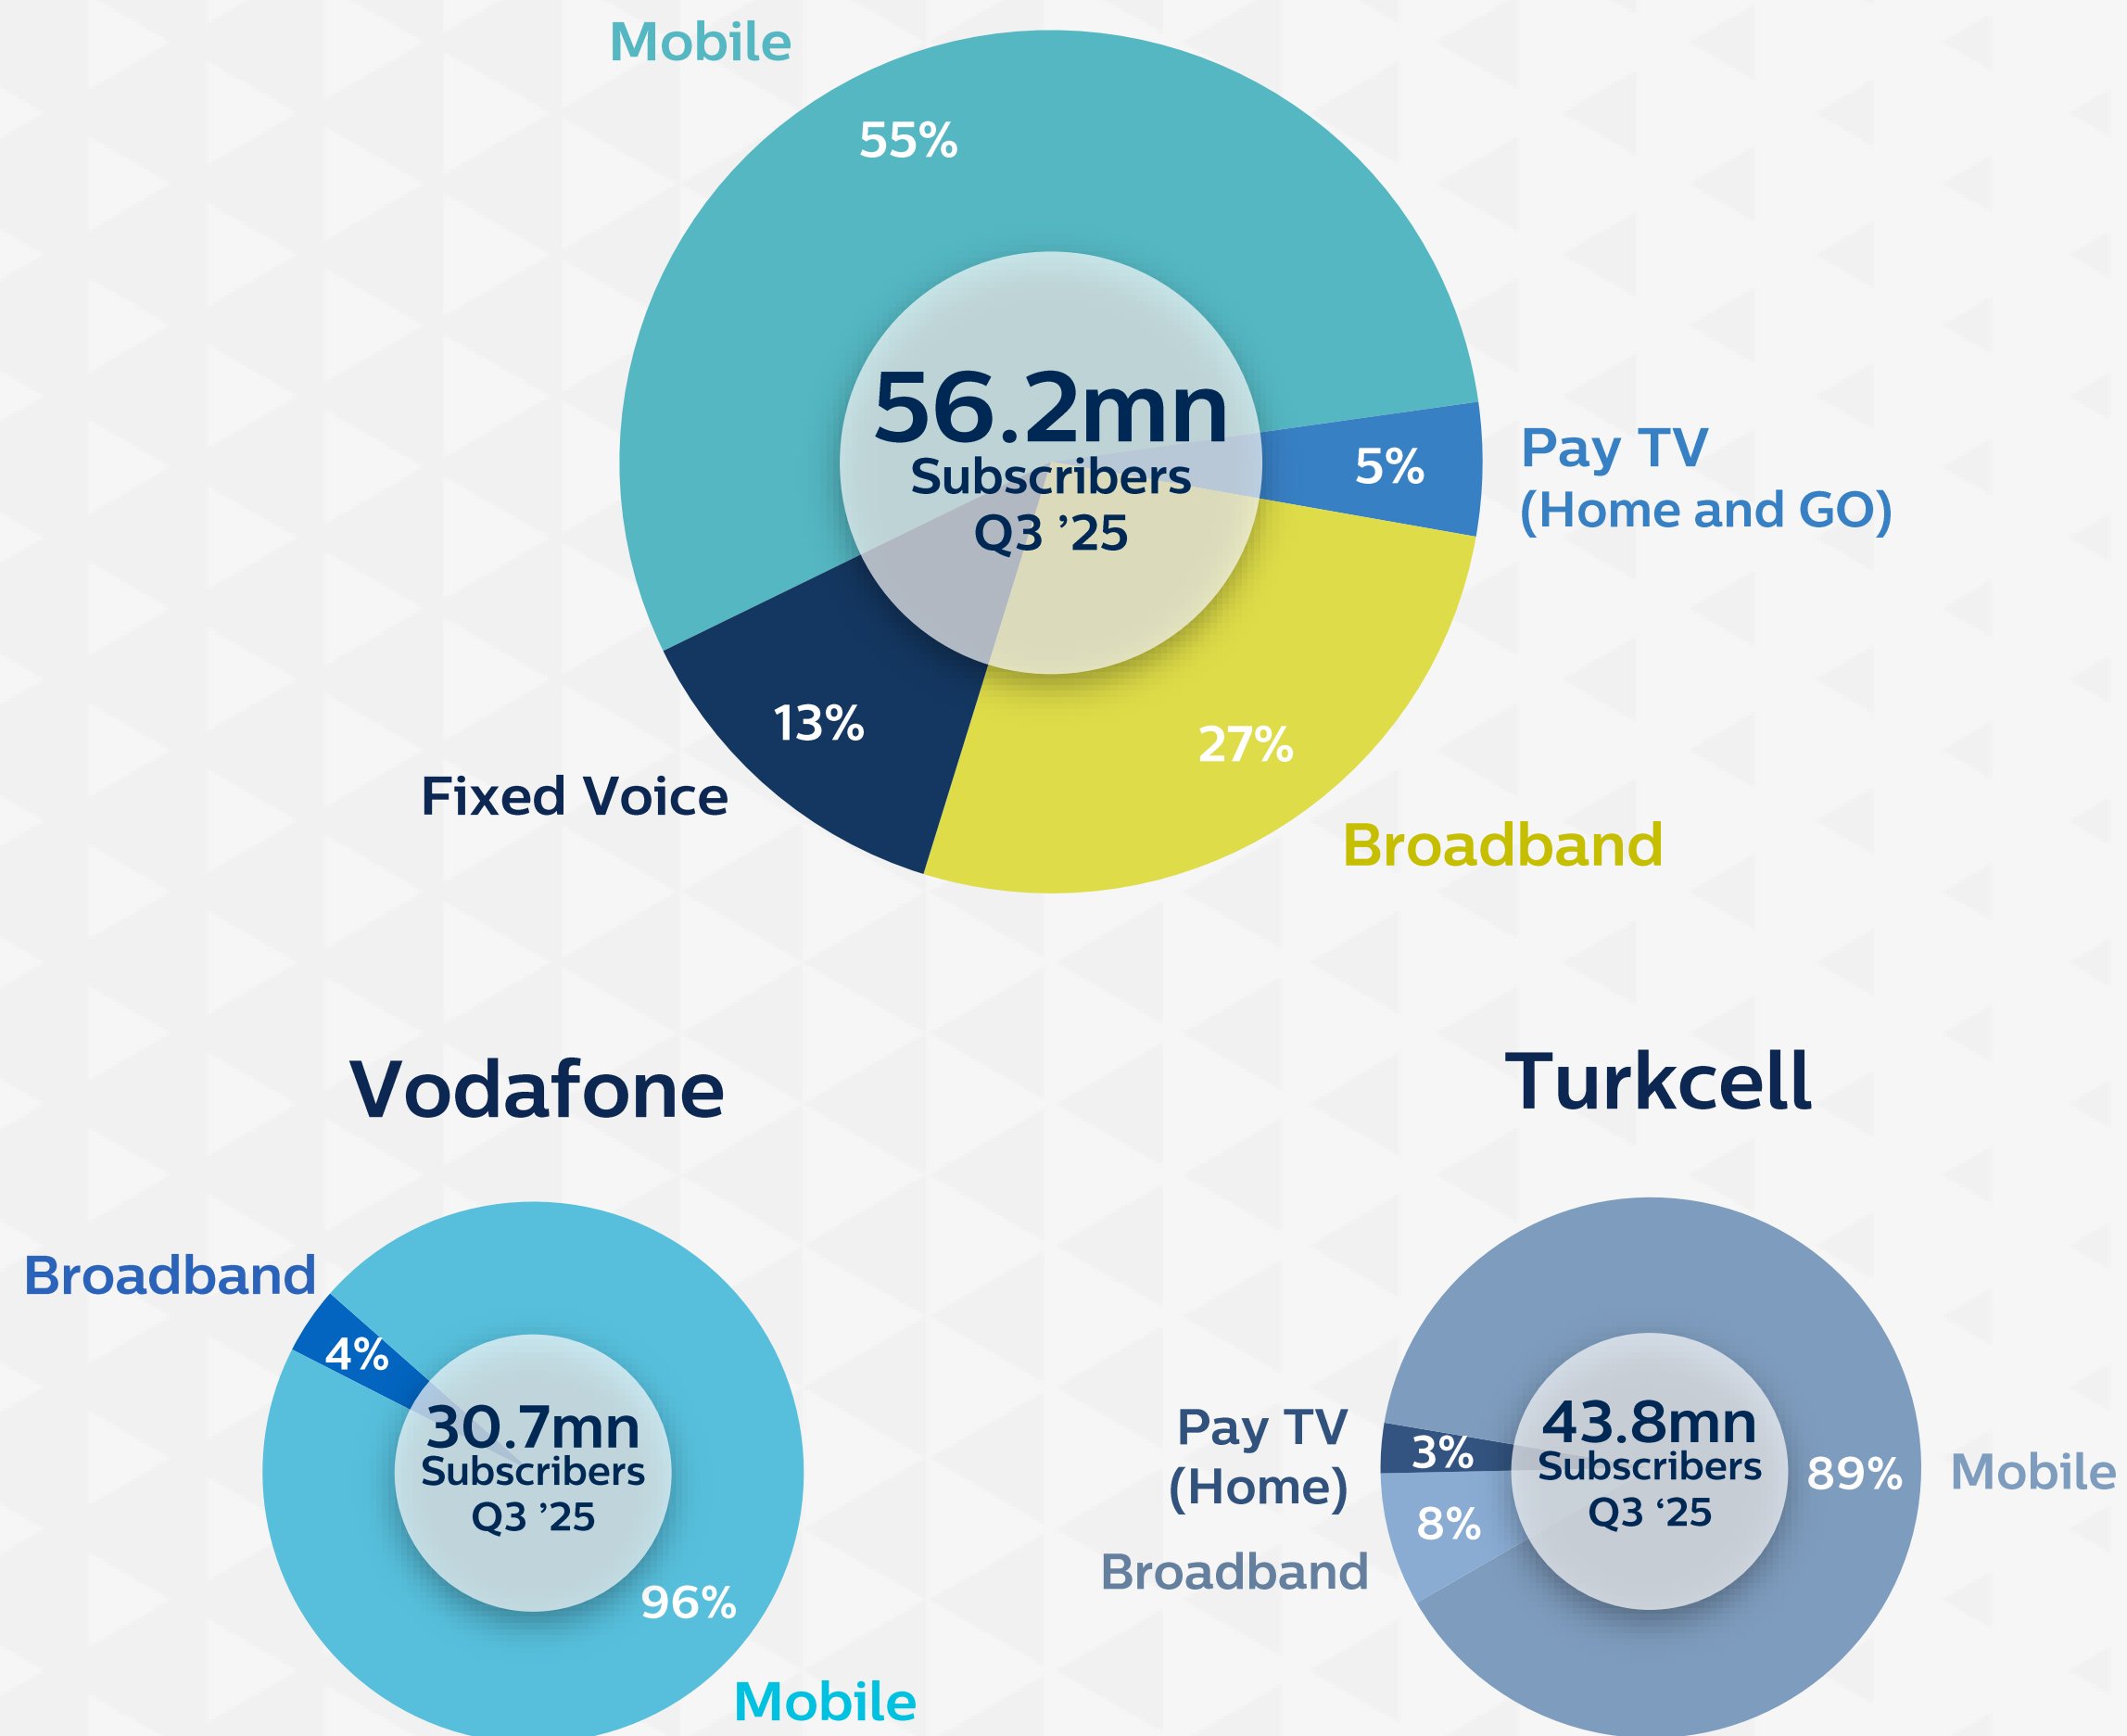 Mobile
55%
56.2mn
Subscribers
Q3 ’25
5%
Pay TV
(Home and GO)
13%
27%
Fixed Voice
Broadband
Vodafone
Broadband
4%
30.7mn
Subscribers
Q3 ’25
96%
Mobile
Turkcell
Pay TV
(Home)
3%
8%
Broadband
43.8mn
Subscribers
Q3 ‘25
89%
Mobile